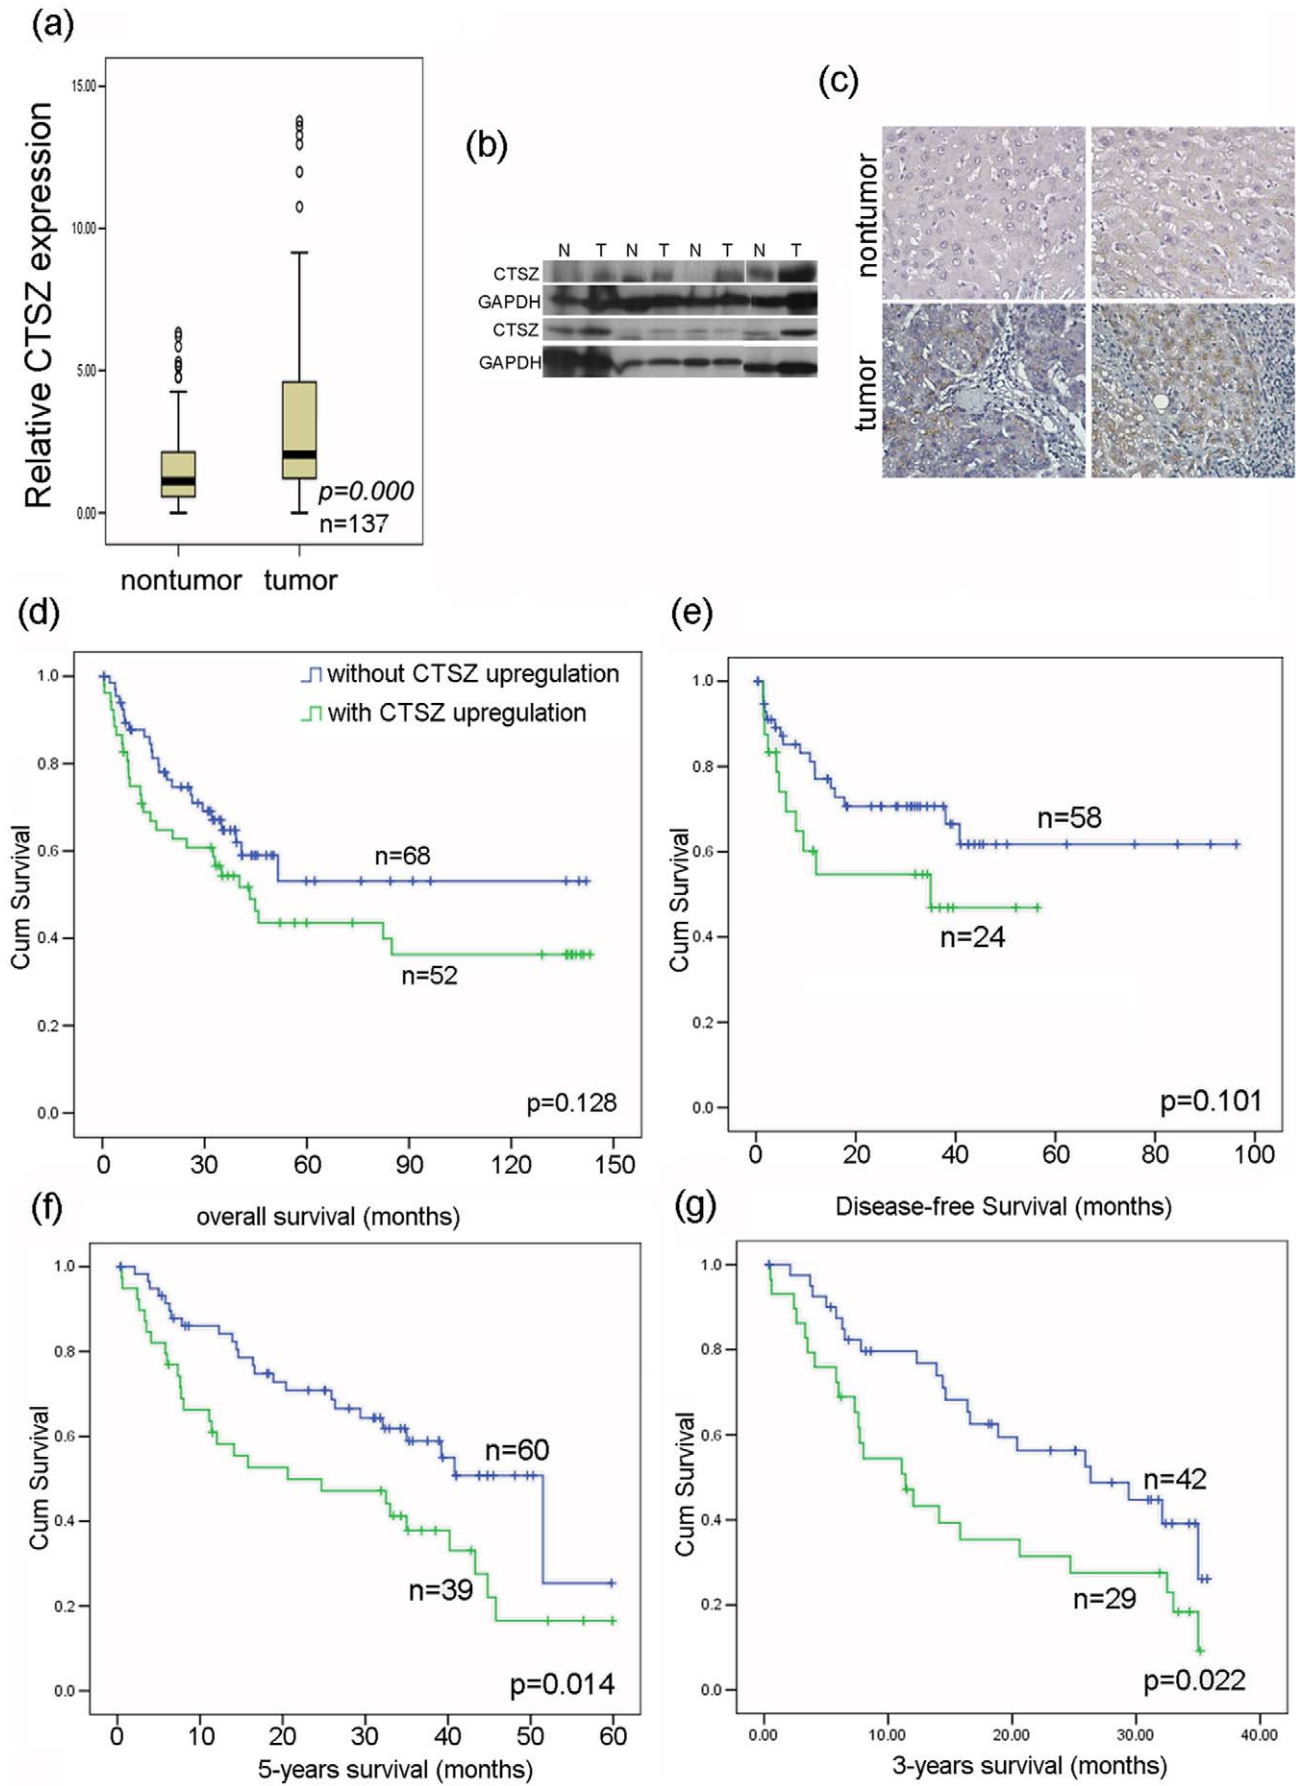 (a)
15.00
10.00
5.00
0.00
Relative CTSZ expression
p=0.000
n=137
nontumor tumor
(b)
N T N T N T N T
CTSZ
GAPDH
CTSZ
GAPDH
(c)
nontumor
tumor
(d)
1.0
0.8
0.6
0.4
0.2
0.0
Cum Survival
without CTSZ upregulation
with CTSZ upregulation
n=68
n=52
p=0.128
0 30 60 90 120 150
overall survival (months)
(e)
1.0
0.8
0.6
0.4
0.2
0.0
Cum Survival
n=58
n=24
p=0.101
0 20 40 60 80 100
Disease-free Survival (months)
(f)
1.0
0.8
0.6
0.4
0.2
0.0
Cum Survival
n=60
n=39
p=0.014
0 10 20 30 40 50 60
5-years survival (months)
(g)
1.0
0.8
0.6
0.4
0.2
0.0
Cum Survival
n=42
n=29
p=0.022
0.00 10.00 20.00 30.00 40.00
3-years survival (months)